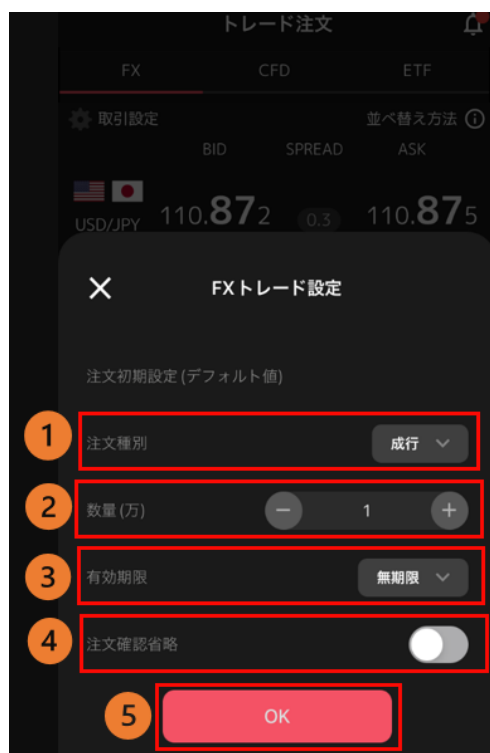 トレード注文
FX CFD ETF
取引設定 並べ替え方法
BID SPREAD ASK
USD/JPY 110.872 0.3 110.875
FXトレード設定
注文初期設定(デフォルト値)
1 注文種別 成行
2 数量(万) − 1 +
3 有効期限 無期限
4 注文確認省略
5 OK